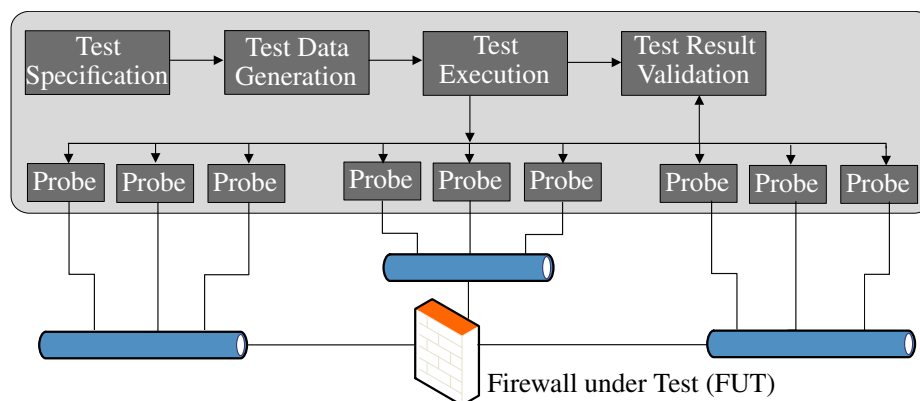 Test
Specification
Test Data
Generation
Test
Execution
Test Result
Validation
Probe
Probe
Probe
Probe
Probe
Probe
Probe
Probe
Probe
Firewall under Test (FUT)